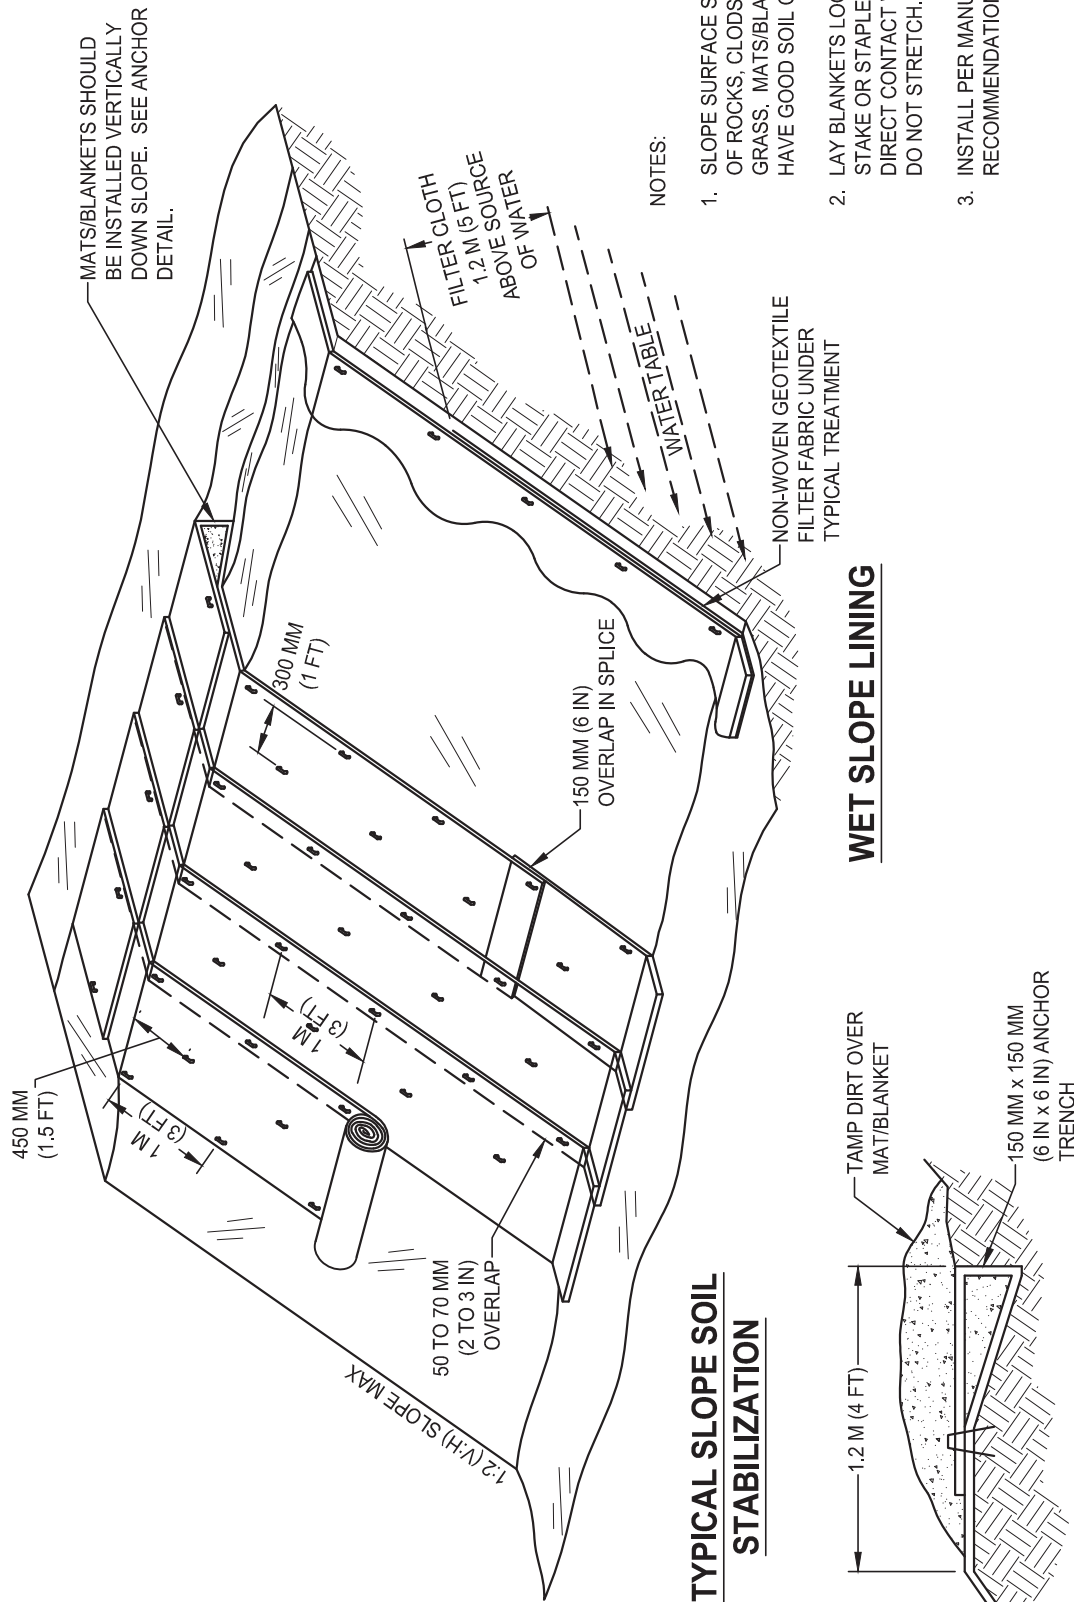 MATS/BLANKETS SHOULD
BE INSTALLED VERTICALLY
DOWN SLOPE. SEE ANCHOR
DETAIL.
FILTER CLOTH
1.2 M (5 FT)
ABOVE SOURCE
OF WATER
WATER TABLE
NON-WOVEN GEOTEXTILE
FILTER FABRIC UNDER
TYPICAL TREATMENT
300 MM
(1 FT)
150 MM (6 IN)
OVERLAP IN SPLICE
450 MM
(1.5 FT)
1 M
(3 FT)
1 M
(3 FT)
50 TO 70 MM
(2 TO 3 IN)
OVERLAP
1:2 (V:H) SLOPE MAX
WET SLOPE LINING
TYPICAL SLOPE SOIL
STABILIZATION
TAMP DIRT OVER
MAT/BLANKET
1.2 M (4 FT)
150 MM x 150 MM
(6 IN x 6 IN) ANCHOR
TRENCH
NOTES:
1. SLOPE SURFACE S
OF ROCKS, CLODS
GRASS. MATS/BLA
HAVE GOOD SOIL
2. LAY BLANKETS LOO
STAKE OR STAPLE
DIRECT CONTACT
DO NOT STRETCH.
3. INSTALL PER MANU
RECOMMENDATION